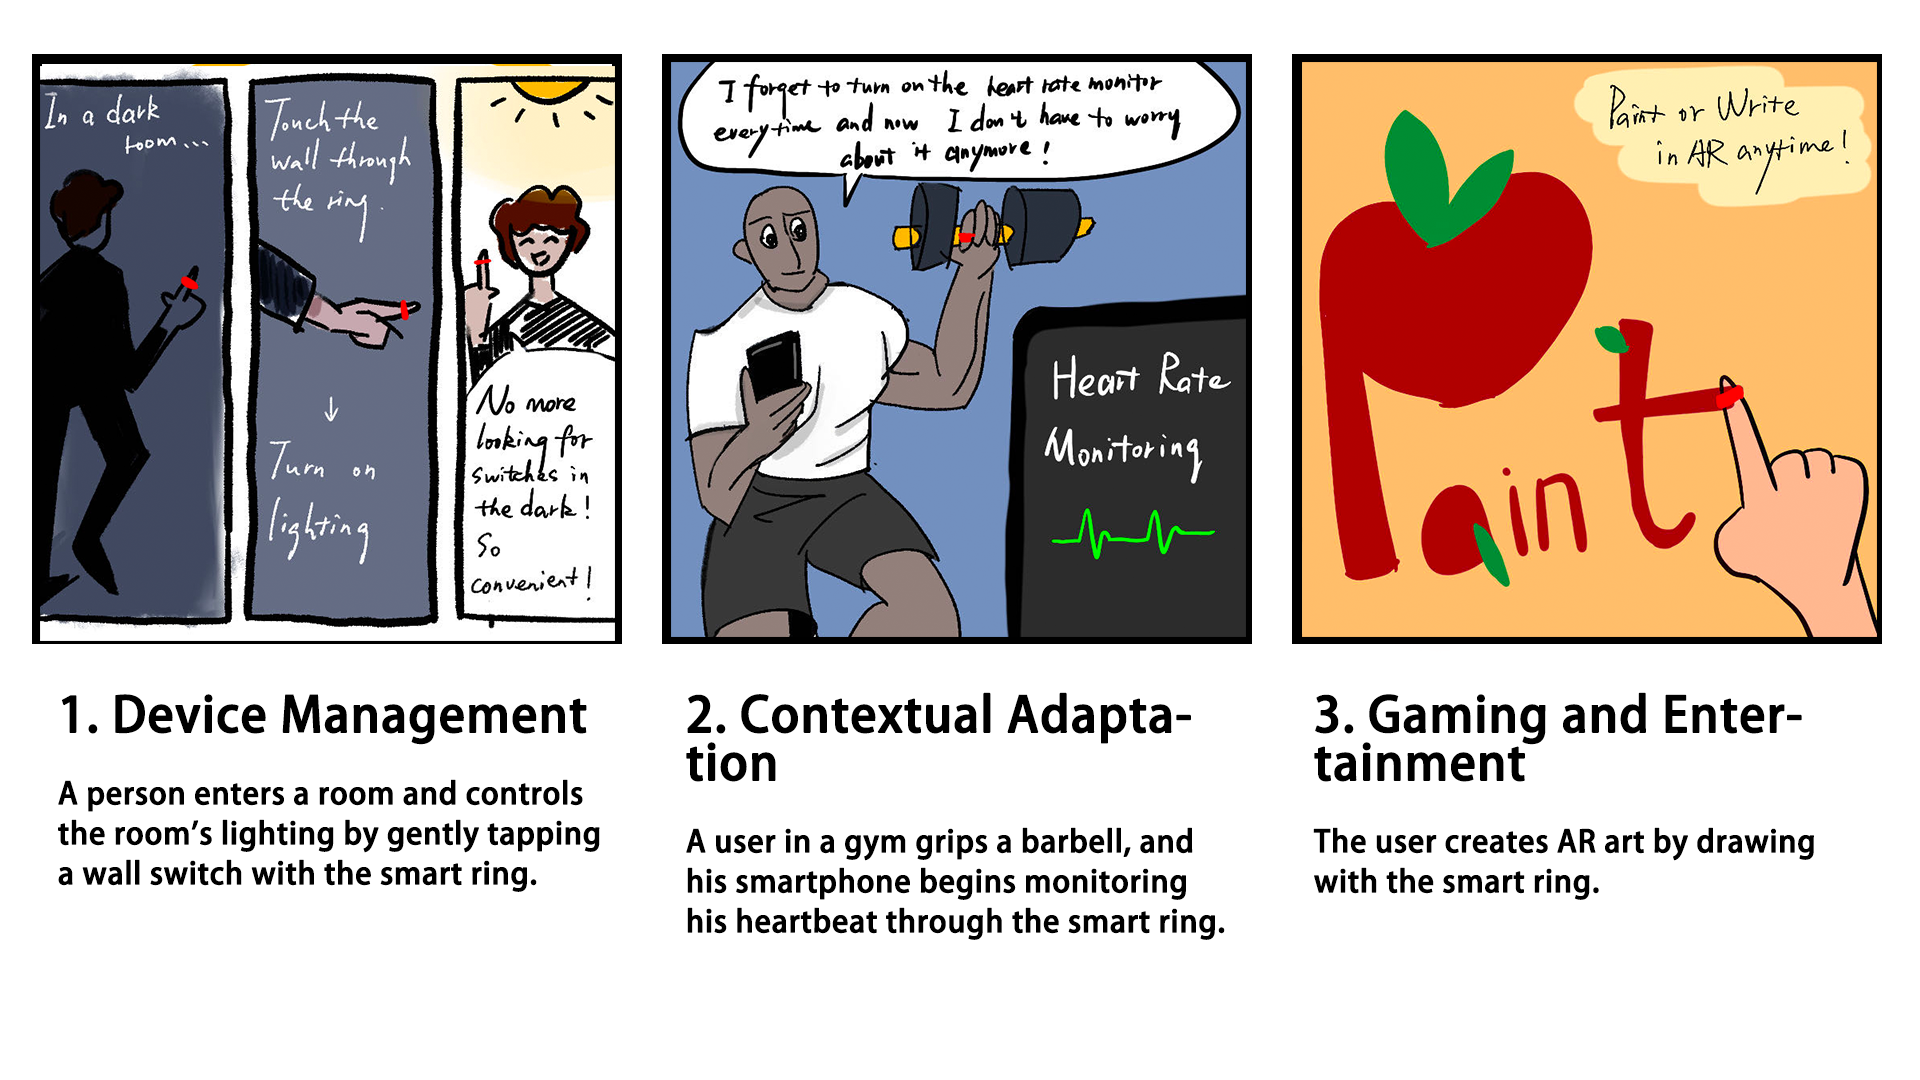 In a dark
room...
Touch the
wall through
the ring.
↓
Turn on
lighting
No more
looking for
switches in
the dark!
So
convenient!
I forget to turn on the heart rate monitor
everytime and now I don't have to worry
about it anymore!
Heart Rate
Monitoring
Paint or Write
in AR anytime!
Paint
1. Device Management
A person enters a room and controls
the room's lighting by gently tapping
a wall switch with the smart ring.
2. Contextual Adapta-
tion
A user in a gym grips a barbell, and
his smartphone begins monitoring
his heartbeat through the smart ring.
3. Gaming and Enter-
tainment
The user creates AR art by drawing
with the smart ring.